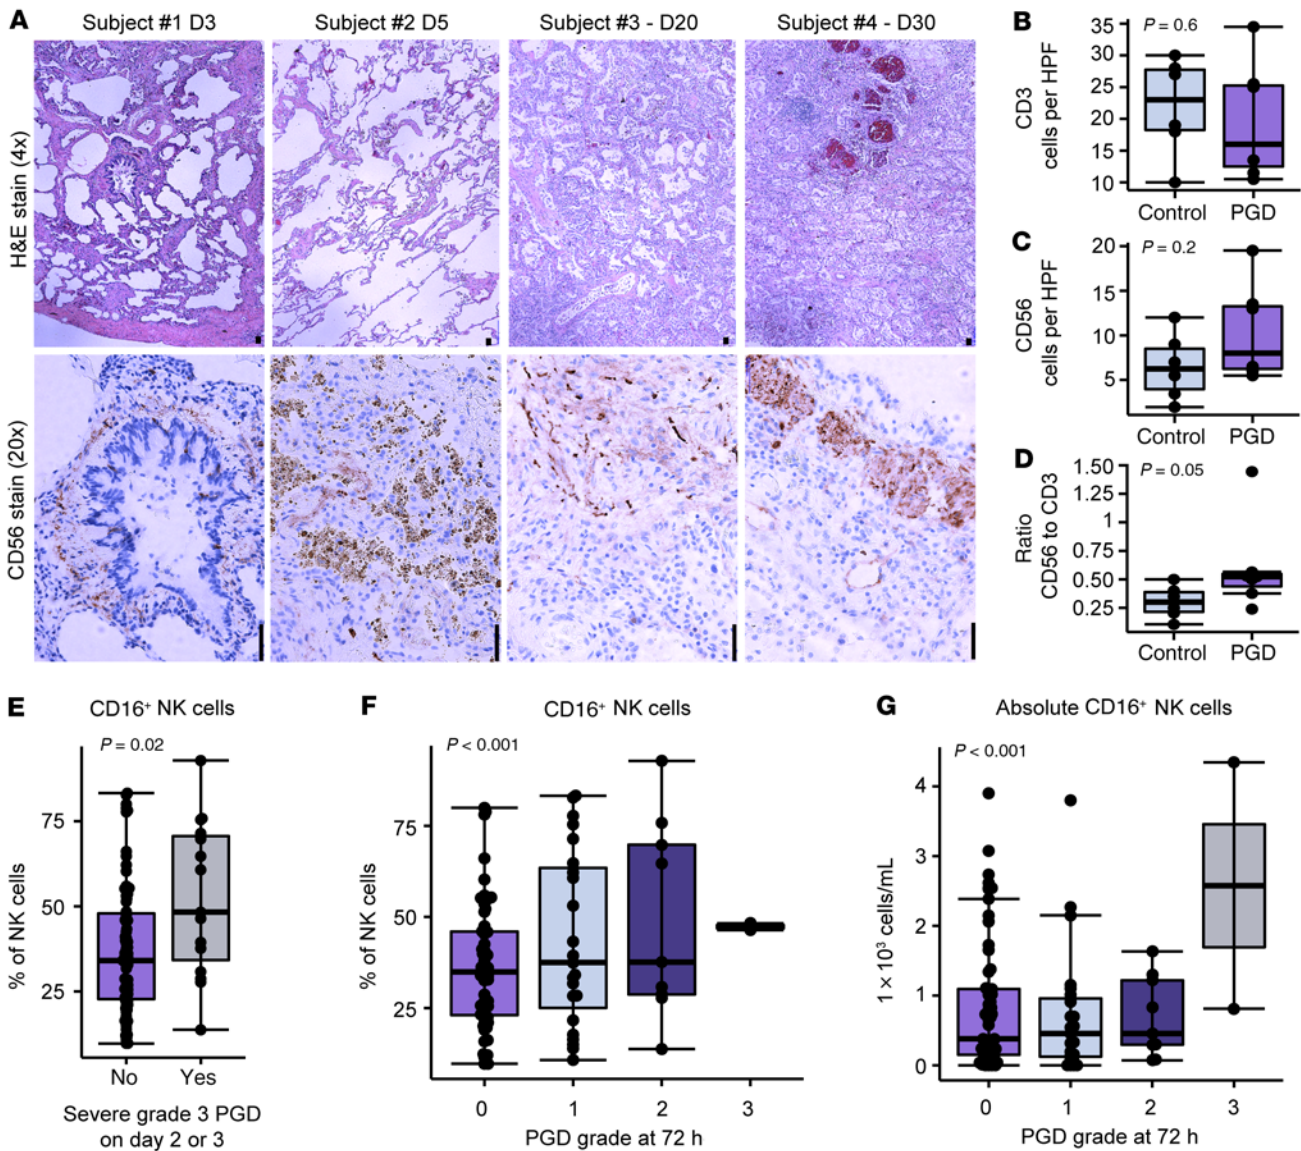 A
Subject #1 D3
Subject #2 D5
Subject #3 - D20
Subject #4 - D30
H&E stain (4x)
CD56 stain (20x)
B
P = 0.6
CD3
cells per HPF
35
30
25
20
15
10
Control
PGD
C
P = 0.2
CD56
cells per HPF
20
15
10
5
Control
PGD
D
P = 0.05
Ratio
CD56 to CD3
1.50
1.25
1
0.75
0.50
0.25
Control
PGD
E
CD16+ NK cells
P = 0.02
% of NK cells
75
50
25
No
Yes
Severe grade 3 PGD
on day 2 or 3
F
CD16+ NK cells
P < 0.001
% of NK cells
75
50
25
0
1
2
3
PGD grade at 72 h
G
Absolute CD16+ NK cells
P < 0.001
1 × 10³ cells/mL
4
3
2
1
0
0
1
2
3
PGD grade at 72 h